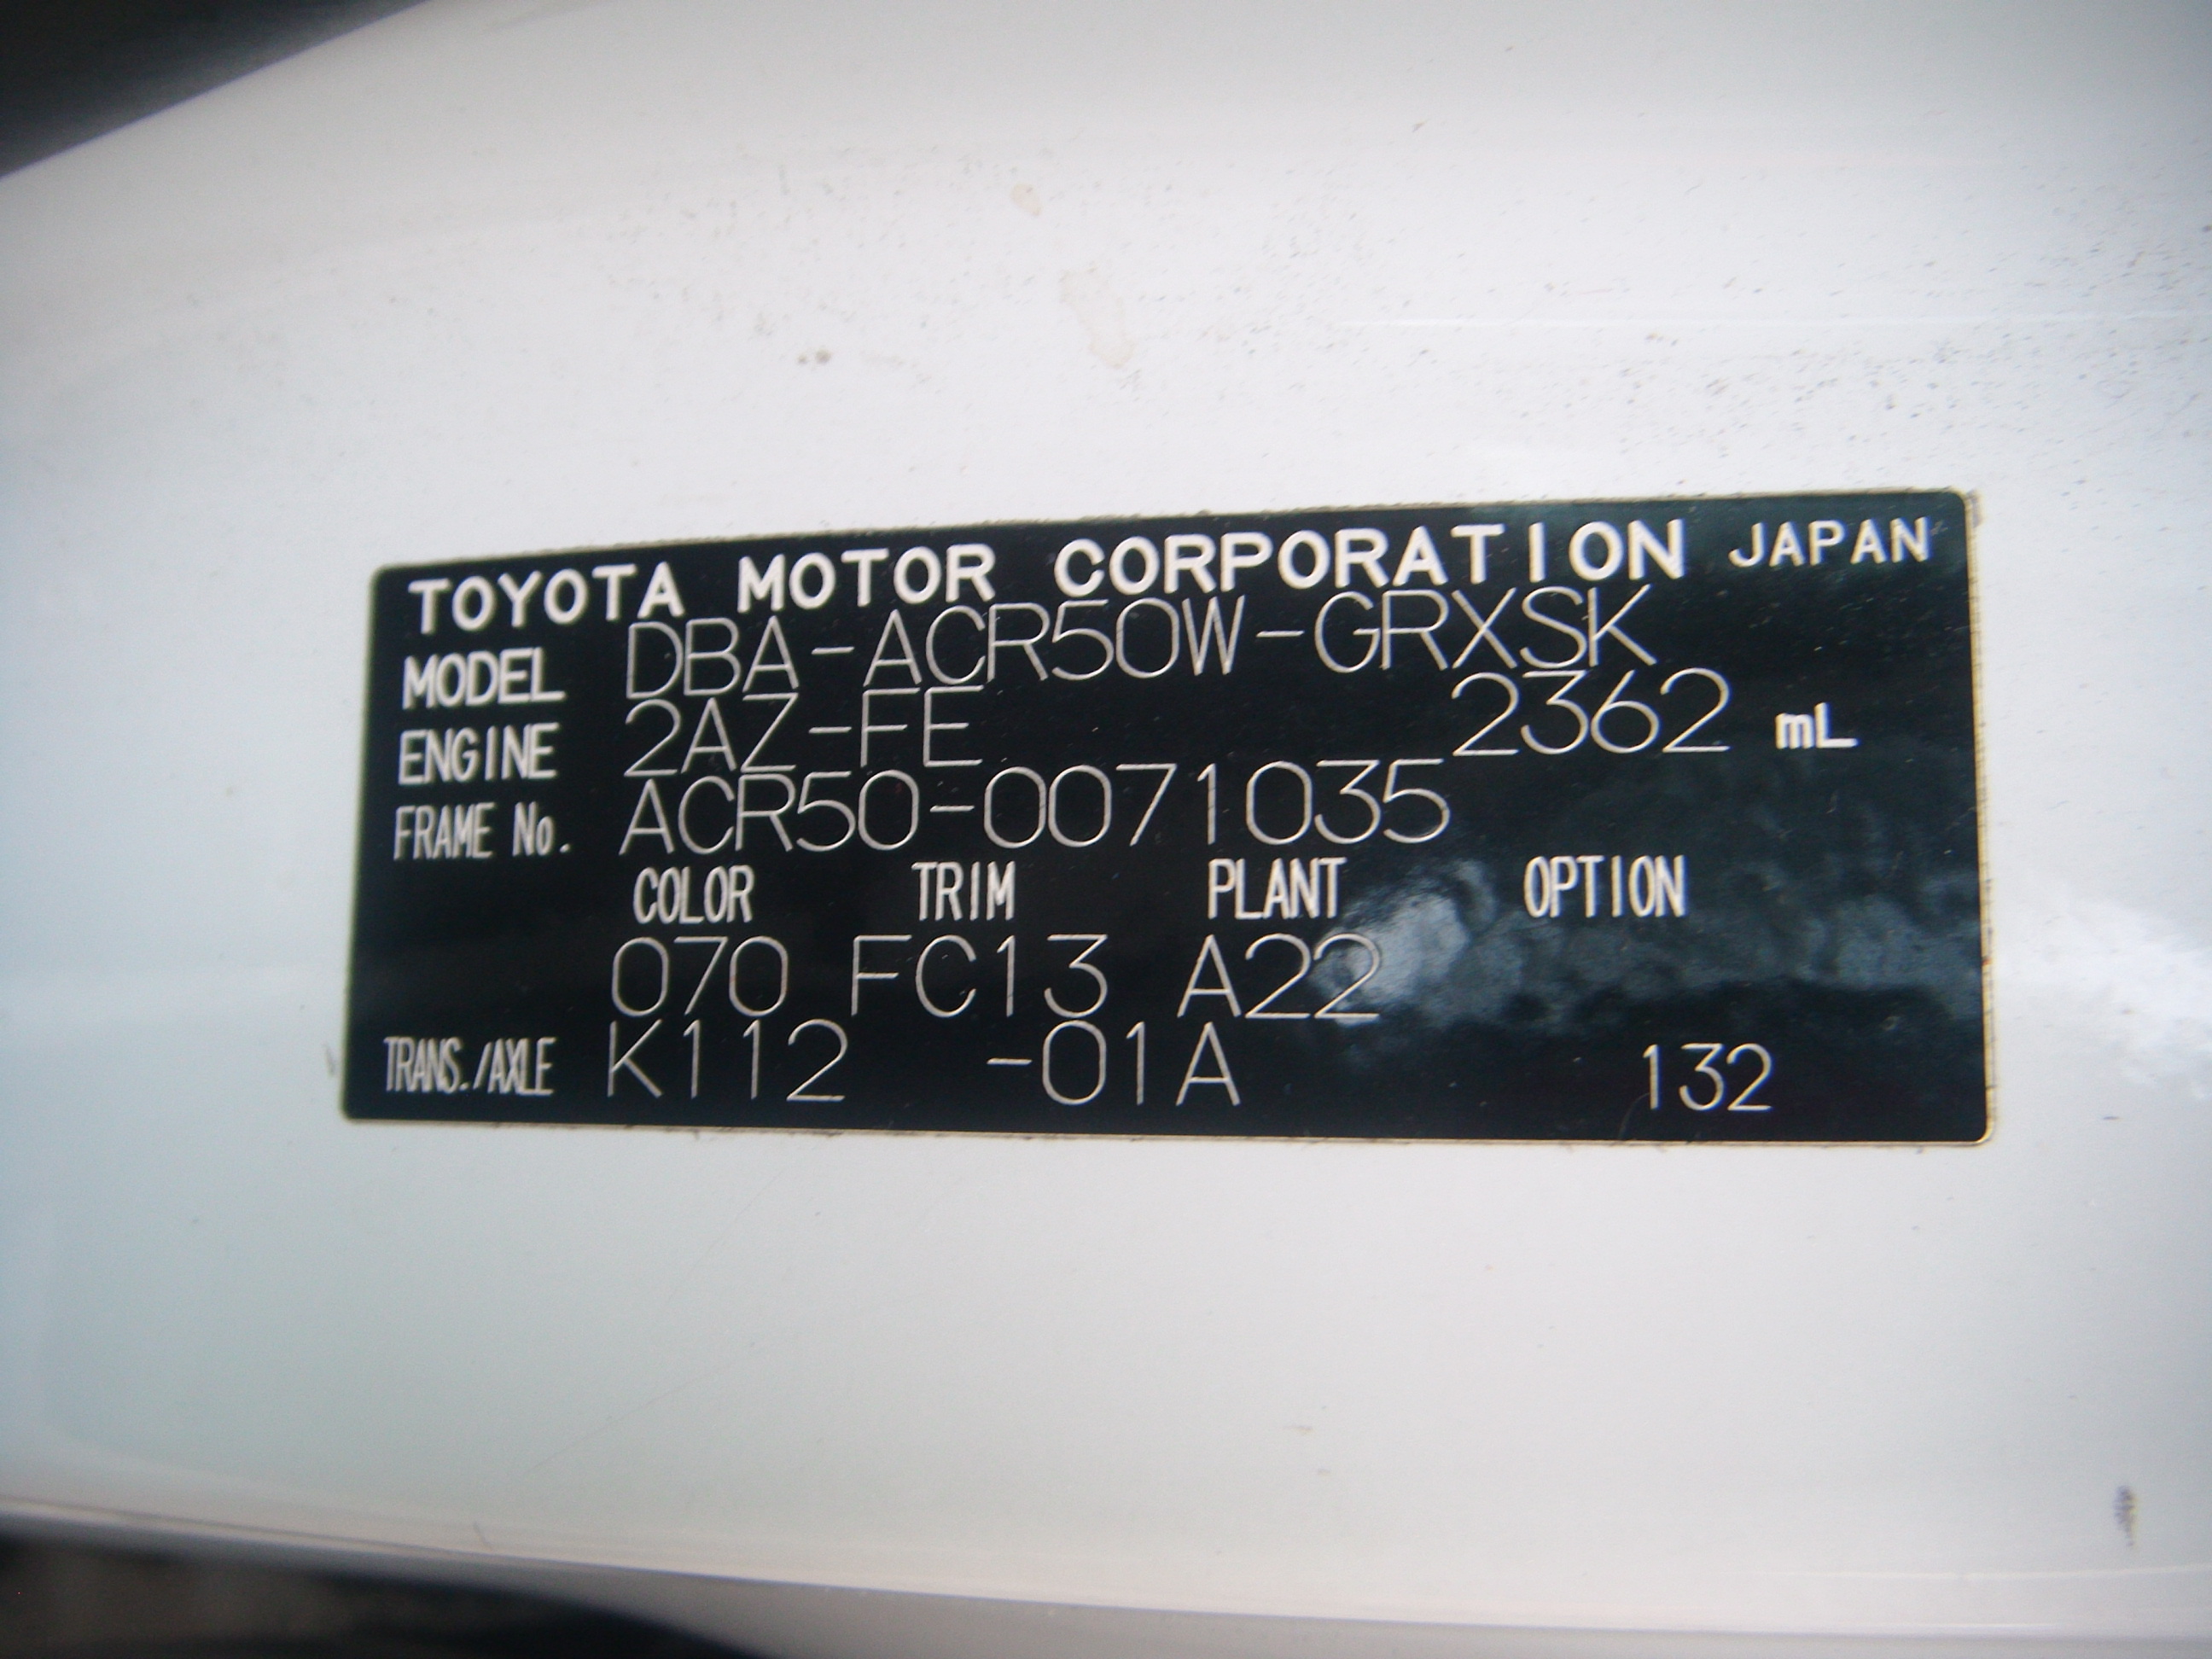 TOYOTA MOTOR CORPORATION JAPAN
MODEL DBA-ACR50W-GRXSK
ENGINE 2AZ-FE 2362 mL
FRAME No. ACR50-0071035
COLOR TRIM PLANT OPTION
070 FC13 A22
TRANS./AXLE K112 -01A 132